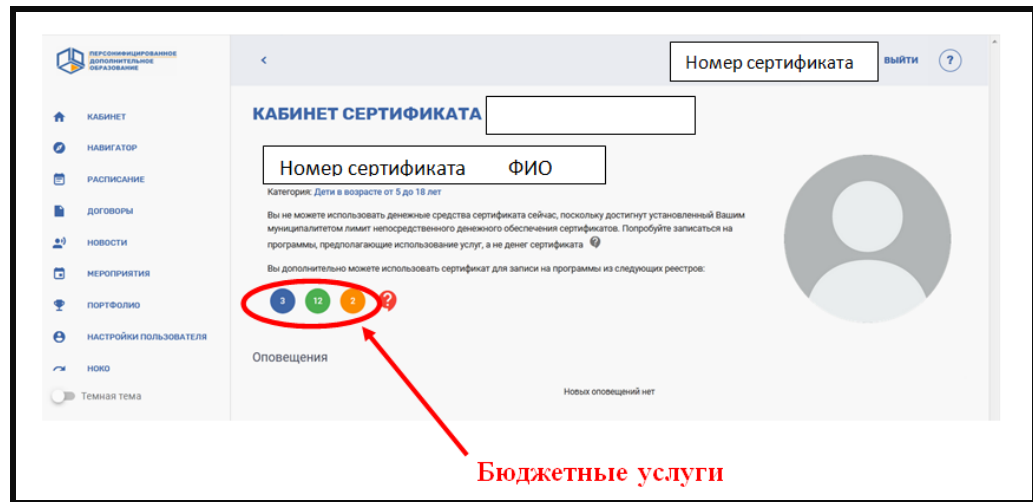 ПЕРСОНИФИЦИРОВАННОЕ
ДОПОЛНИТЕЛЬНОЕ
ОБРАЗОВАНИЕ
Номер сертификата
ВЫЙТИ
?
КАБИНЕТ
НАВИГАТОР
РАСПИСАНИЕ
ДОГОВОРЫ
НОВОСТИ
МЕРОПРИЯТИЯ
ПОРТФОЛИО
НАСТРОЙКИ ПОЛЬЗОВАТЕЛЯ
НОКО
Темная тема
КАБИНЕТ СЕРТИФИКАТА
Номер сертификата ФИО
Категория: Дети в возрасте от 5 до 18 лет
Вы не можете использовать денежные средства сертификата сейчас, поскольку достигнут установленный Вашим
муниципалитетом лимит непосредственного денежного обеспечения сертификатов. Попробуйте записаться на
программы, предполагающие использование услуг, а не денег сертификата ?
Вы дополнительно можете использовать сертификат для записи на программы из следующих реестров:
3 12 2 ?
Оповещения
Новых оповещений нет
Бюджетные услуги